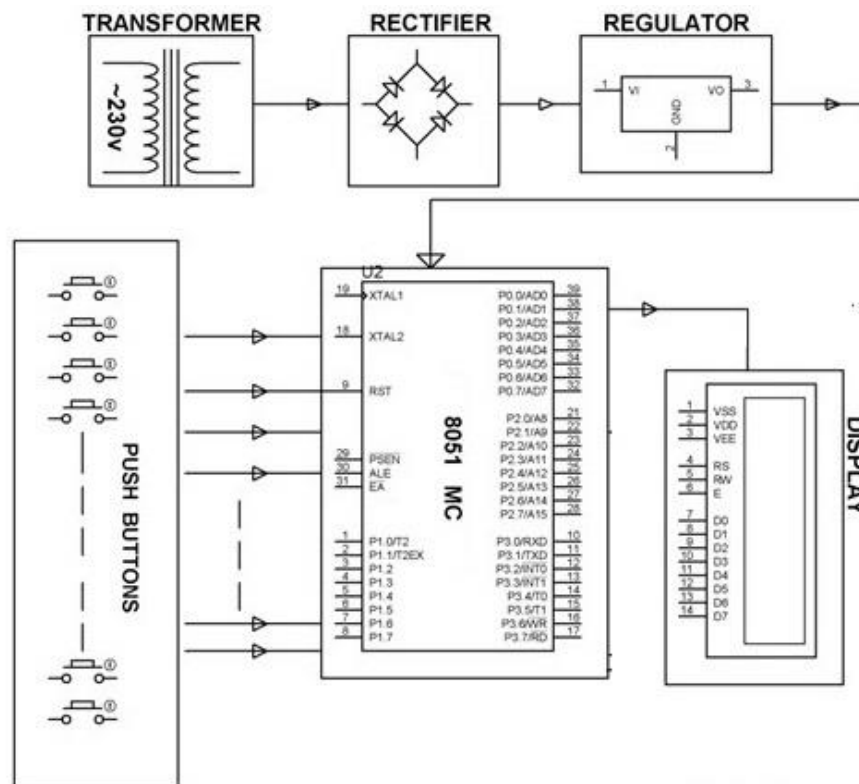 TRANSFORMER
RECTIFIER
REGULATOR
~230v
1 VI VO 3
GND
2
PUSH BUTTONS
U2
8051 MC
19 XTAL1
18 XTAL2
9 RST
29 PSEN
30 ALE
31 EA
1 P1.0/T2
2 P1.1/T2EX
3 P1.2
4 P1.3
5 P1.4
6 P1.5
7 P1.6
8 P1.7
P0.0/AD0 39
P0.1/AD1 38
P0.2/AD2 37
P0.3/AD3 36
P0.4/AD4 35
P0.5/AD5 34
P0.6/AD6 33
P0.7/AD7 32
P2.0/A8 21
P2.1/A9 22
P2.2/A10 23
P2.3/A11 24
P2.4/A12 25
P2.5/A13 26
P2.6/A14 27
P2.7/A15 28
P3.0/RXD 10
P3.1/TXD 11
P3.2/INT0 12
P3.3/INT1 13
P3.4/T0 14
P3.5/T1 15
P3.6/WR 16
P3.7/RD 17
DISPLAY
1 VSS
2 VDD
3 VEE
4 RS
5 RW
6 E
7 D0
8 D1
9 D2
10 D3
11 D4
12 D5
13 D6
14 D7